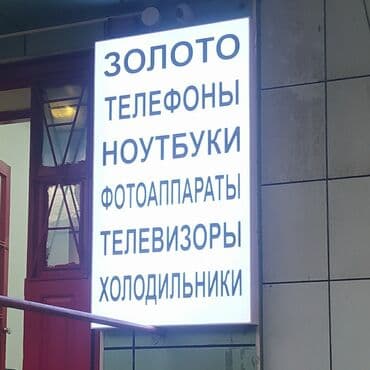 ЗОЛОТО
ТЕЛЕФОНЫ
НОУТБУКИ
ФОТОАППАРАТЫ
ТЕЛЕВИЗОРЫ
ХОЛОДИЛЬНИКИ